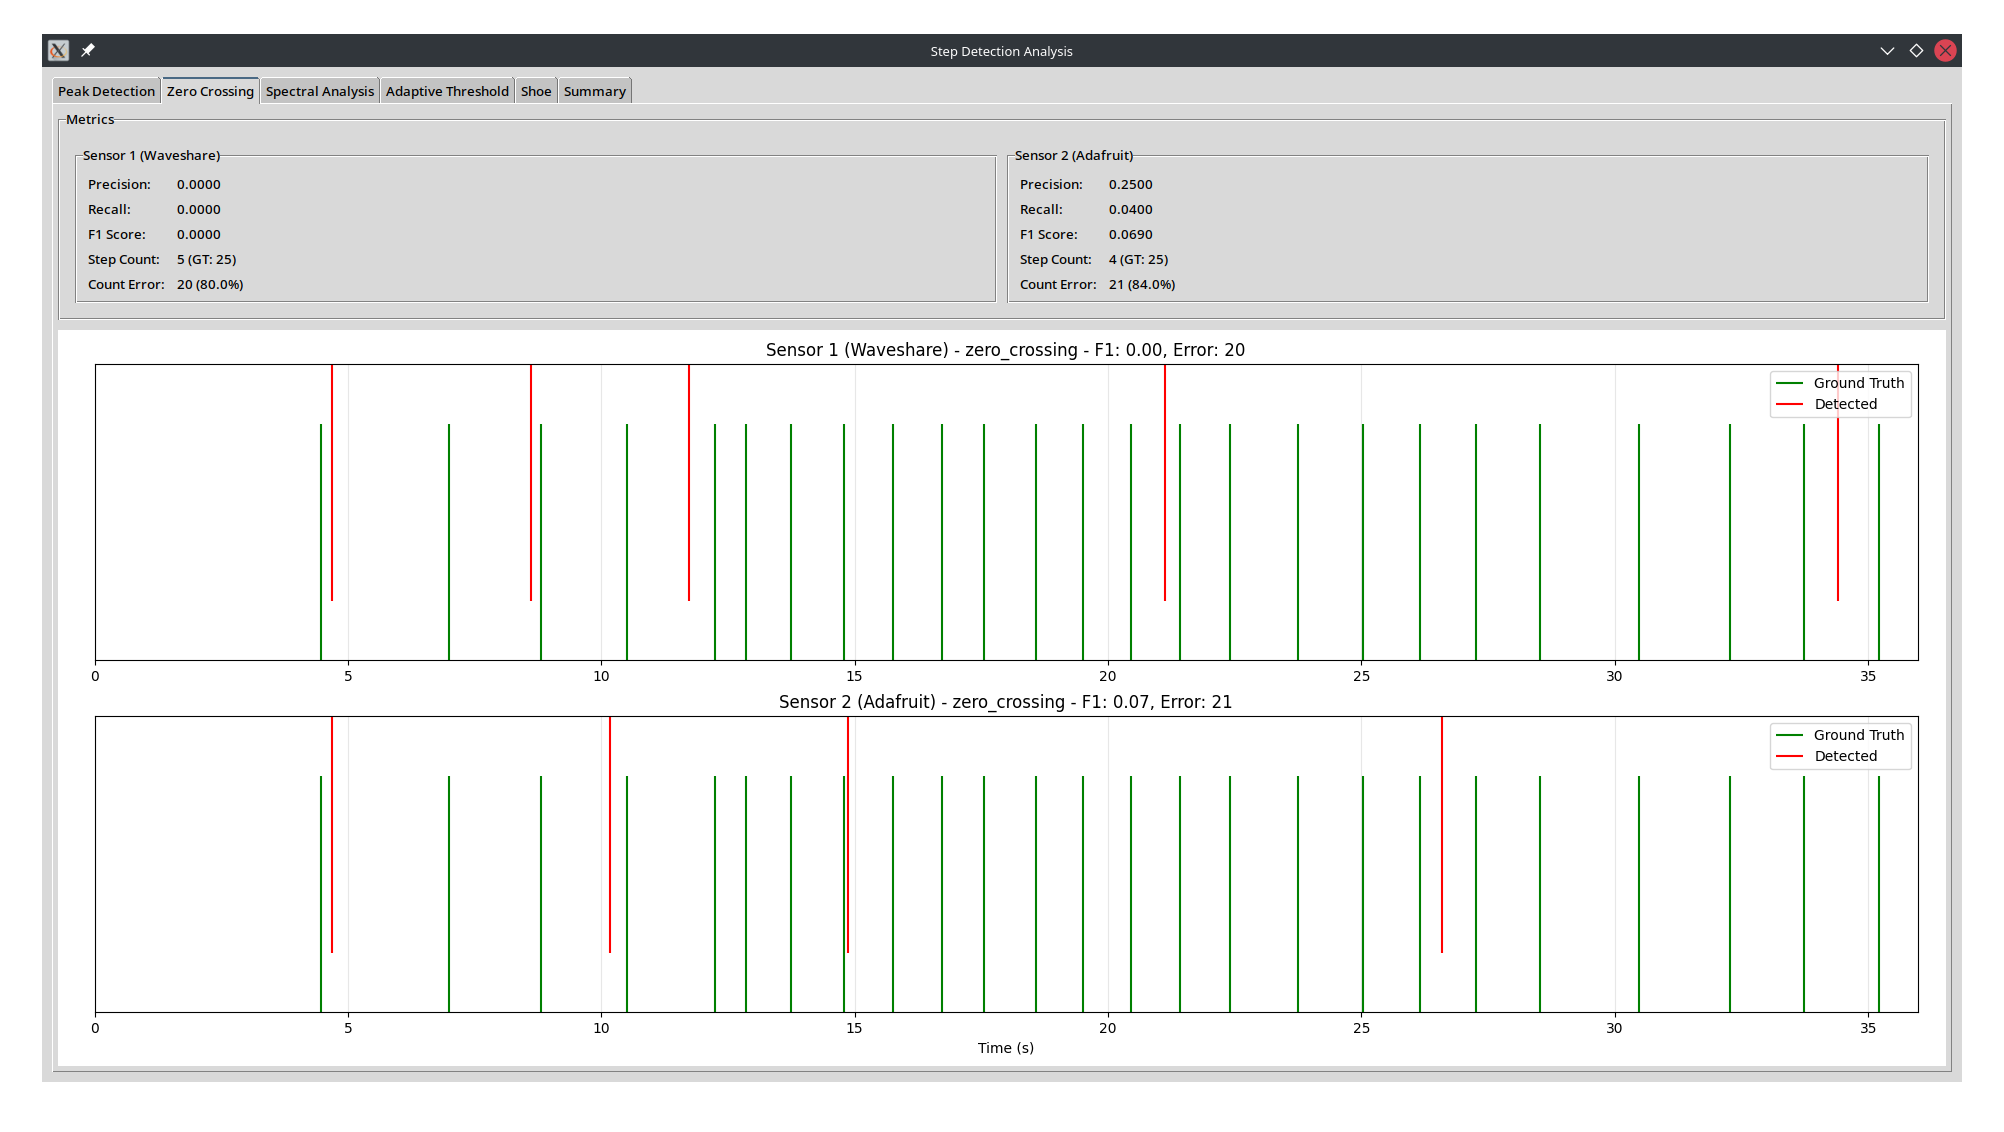 Step Detection Analysis
Peak Detection Zero Crossing Spectral Analysis Adaptive Threshold Shoe Summary
Metrics
Sensor 1 (Waveshare)
Precision: 0.0000
Recall: 0.0000
F1 Score: 0.0000
Step Count: 5 (GT: 25)
Count Error: 20 (80.0%)
Sensor 2 (Adafruit)
Precision: 0.2500
Recall: 0.0400
F1 Score: 0.0690
Step Count: 4 (GT: 25)
Count Error: 21 (84.0%)
Sensor 1 (Waveshare) - zero_crossing - F1: 0.00, Error: 20
Ground Truth
Detected
0 5 10 15 20 25 30 35
Sensor 2 (Adafruit) - zero_crossing - F1: 0.07, Error: 21
Ground Truth
Detected
0 5 10 15 20 25 30 35
Time (s)